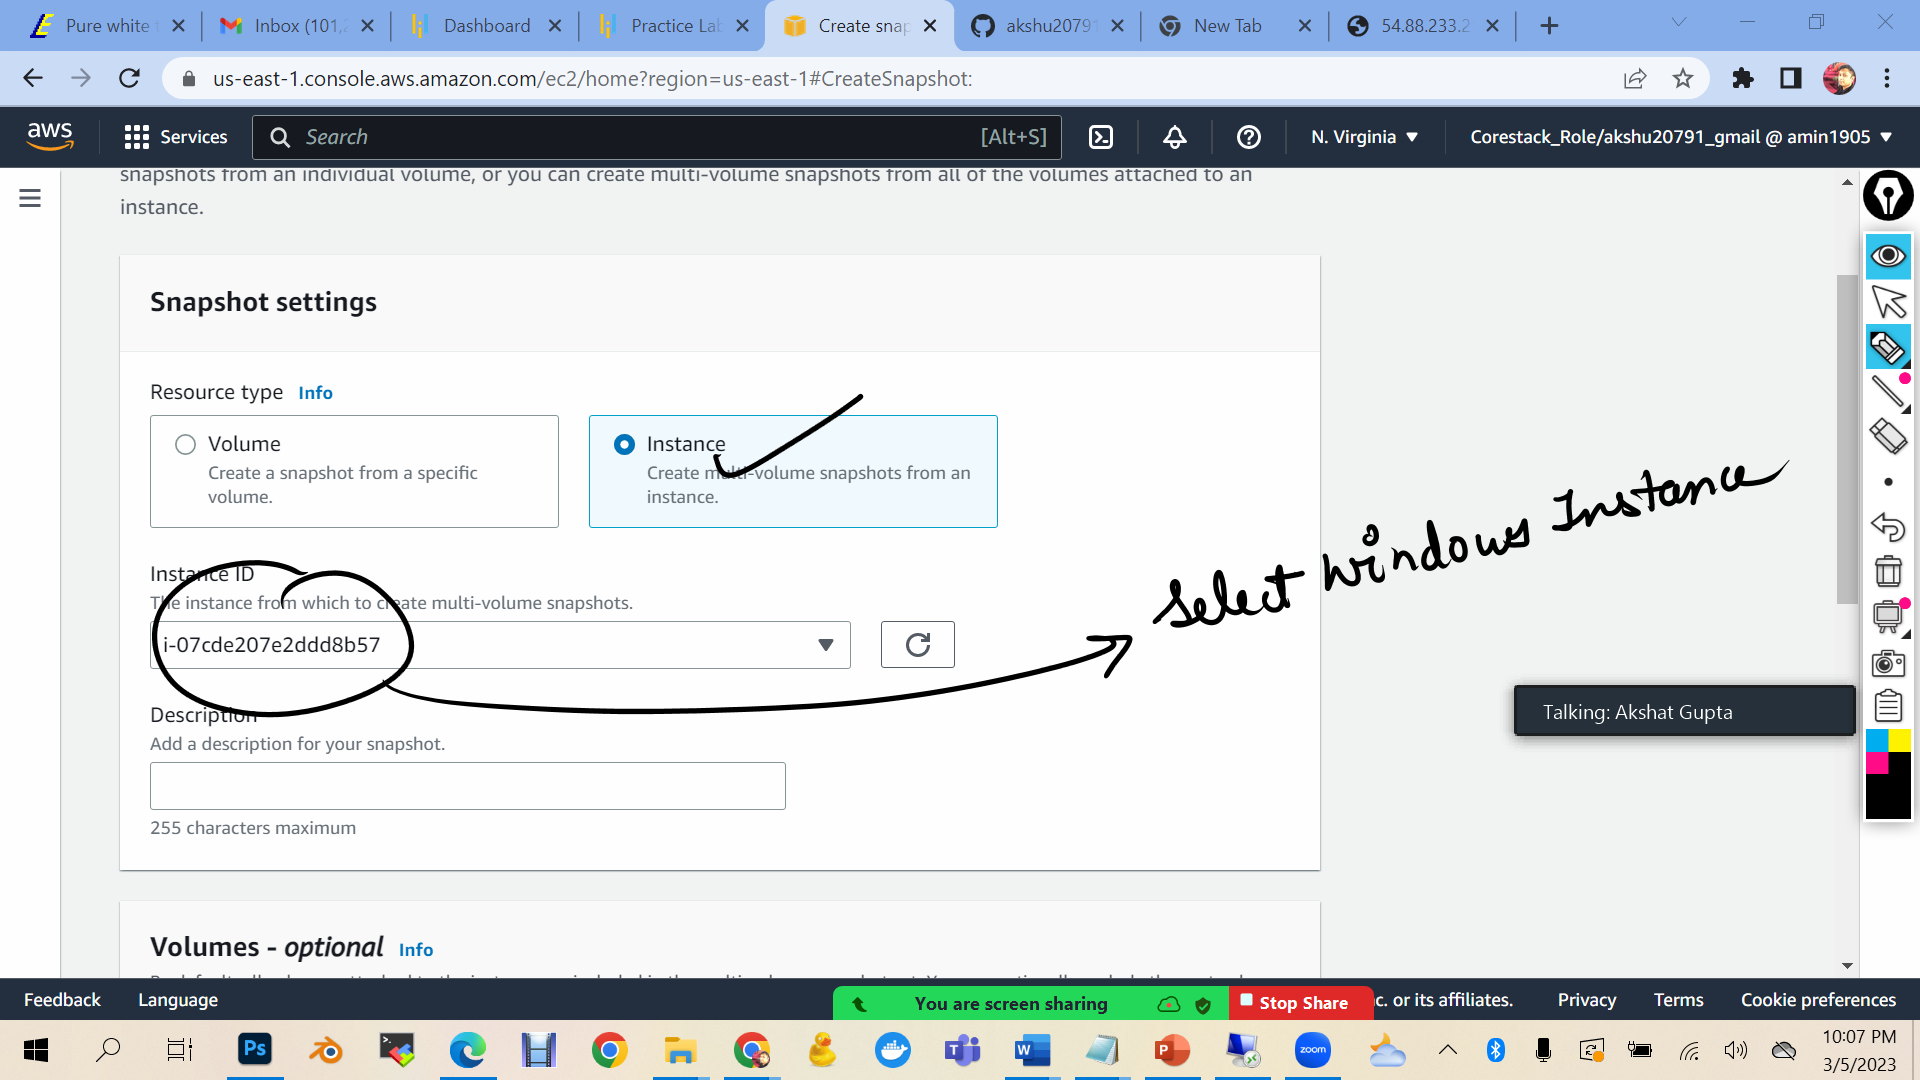 Pure white
Inbox (101,
Dashboard
Practice Lab
Create snap
akshu20791
New Tab
54.88.233.2
us-east-1.console.aws.amazon.com/ec2/home?region=us-east-1#CreateSnapshot:
aws
Services
Search
[Alt+S]
N. Virginia
Corestack_Role/akshu20791_gmail @ amin1905
snapshots from an individual volume, or you can create multi-volume snapshots from all of the volumes attached to an
instance.
Snapshot settings
Resource type Info
Volume
Create a snapshot from a specific
volume.
Instance
Create multi-volume snapshots from an
instance.
Select Windows Instance
Instance ID
The instance from which to create multi-volume snapshots.
i-07cde207e2ddd8b57
Description
Add a description for your snapshot.
255 characters maximum
Talking: Akshat Gupta
Volumes - optional Info
Feedback
Language
You are screen sharing
Stop Share
c. or its affiliates.
Privacy
Terms
Cookie preferences
Ps
W
P
zoom
10:07 PM
3/5/2023